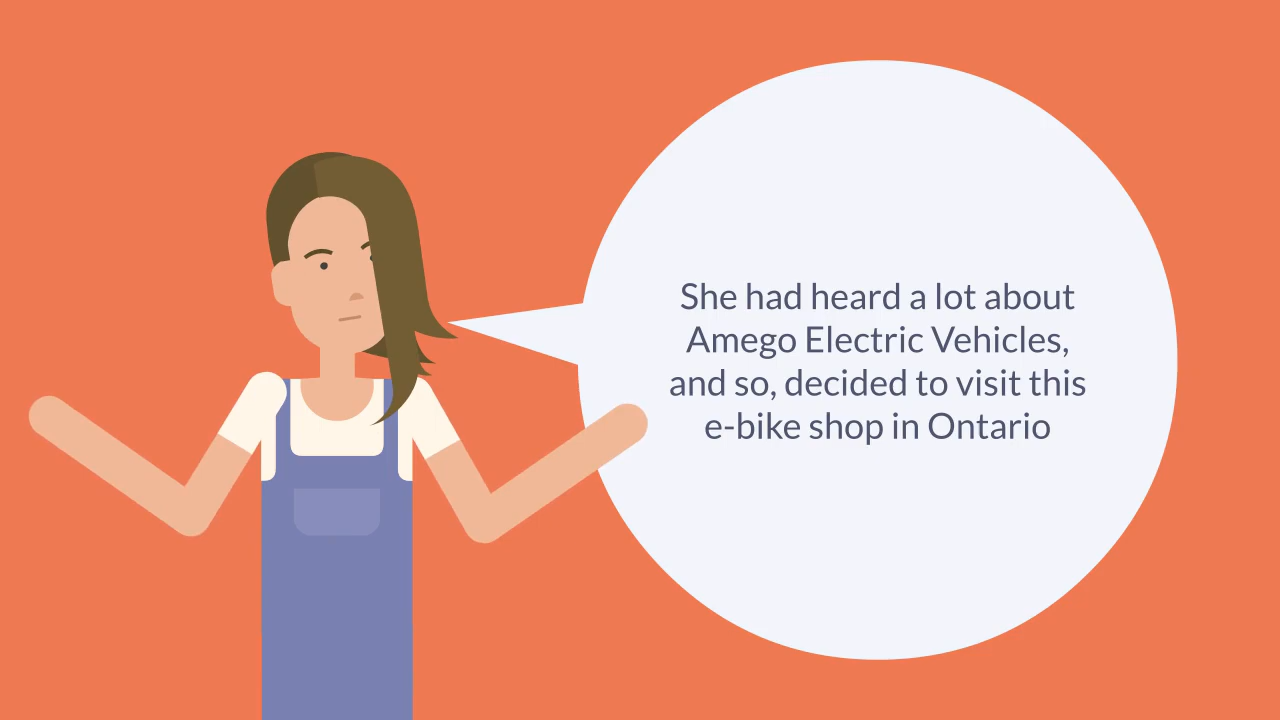 She had heard a lot about
Amego Electric Vehicles,
and so, decided to visit this
e-bike shop in Ontario